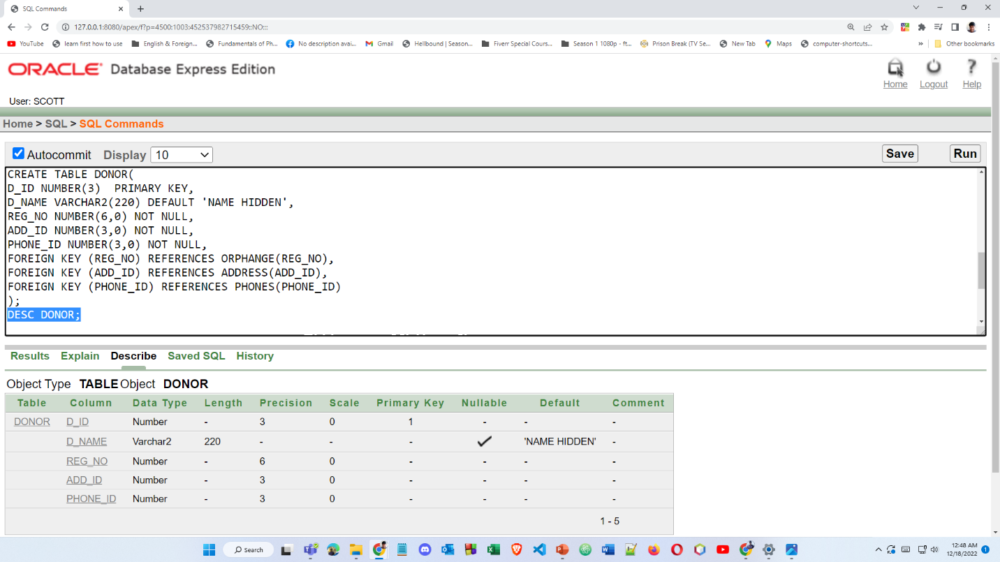 SQL Commands
127.0.0.1:8080/apex/f?p=4500:1003:452537982715459::NO:::
YouTube learn first how to use English & Foreign... Fundamentals of Ph... No description avai... Gmail Hellbound | Season... Fiverr Special Cours... Season 1 1080p - ft... Prison Break (TV Se... New Tab Maps computer-shortcuts... » Other bookmarks
ORACLE Database Express Edition
Home Logout Help
User: SCOTT
Home > SQL > SQL Commands
Autocommit Display 10 Save Run
CREATE TABLE DONOR(
D_ID NUMBER(3)  PRIMARY KEY,
D_NAME VARCHAR2(220) DEFAULT 'NAME HIDDEN',
REG_NO NUMBER(6,0) NOT NULL,
ADD_ID NUMBER(3,0) NOT NULL,
PHONE_ID NUMBER(3,0) NOT NULL,
FOREIGN KEY (REG_NO) REFERENCES ORPHANGE(REG_NO),
FOREIGN KEY (ADD_ID) REFERENCES ADDRESS(ADD_ID),
FOREIGN KEY (PHONE_ID) REFERENCES PHONES(PHONE_ID)
);
DESC DONOR;
Results Explain Describe Saved SQL History
Object Type TABLE Object DONOR
Table Column Data Type Length Precision Scale Primary Key Nullable Default Comment
DONOR D_ID Number - 3 0 1 - - -
D_NAME Varchar2 220 - - - 'NAME HIDDEN' -
REG_NO Number - 6 0 - - - -
ADD_ID Number - 3 0 - - - -
PHONE_ID Number - 3 0 - - - -
1 - 5
Search
12:48 AM
12/18/2022
1